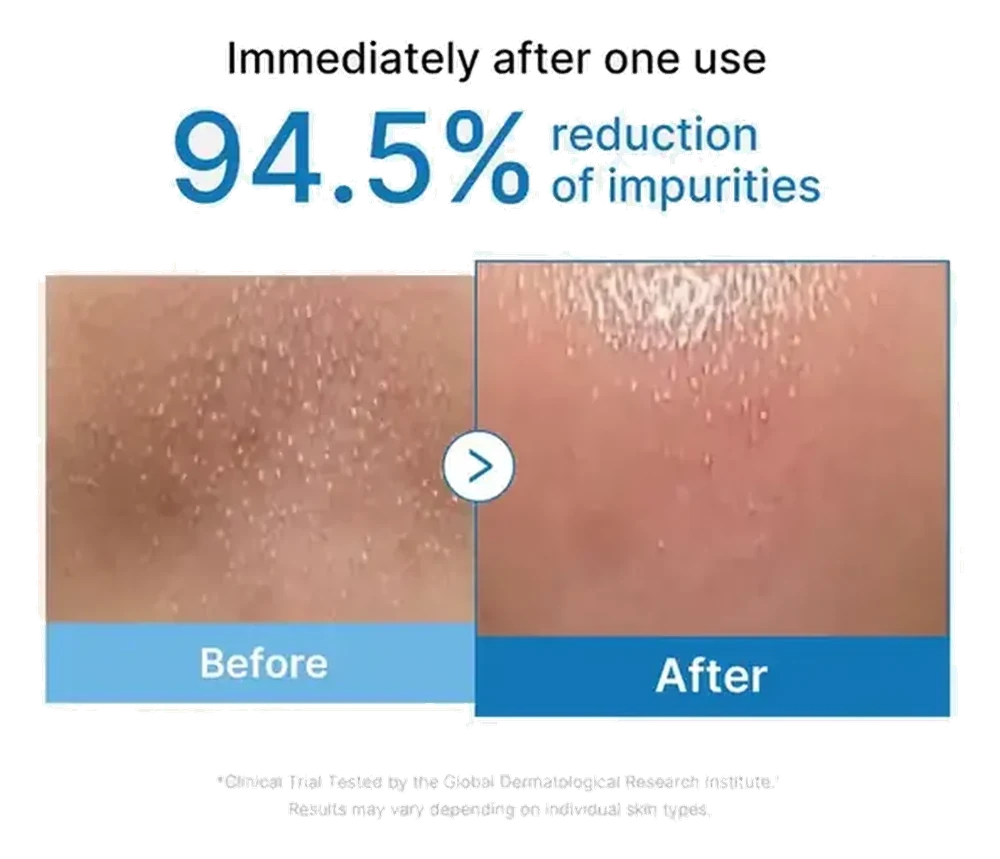 Immediately after one use
94.5%
reduction
of impurities
Before
After
*Clinical Trial Tested by the Global Dermatological Research Institute.
Results may vary depending on individual skin types.